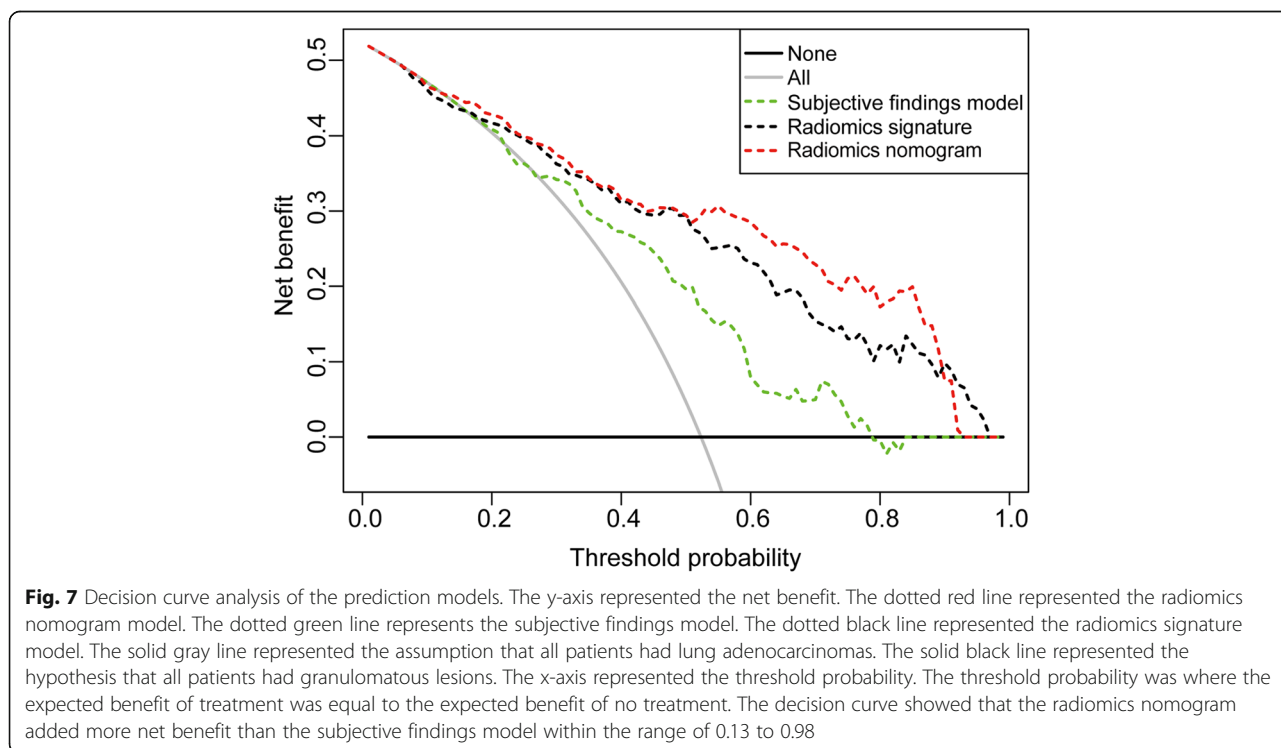 None
All
Subjective findings model
Radiomics signature
Radiomics nomogram
Net benefit
0.5
0.4
0.3
0.2
0.1
0.0
0.0 0.2 0.4 0.6 0.8 1.0
Threshold probability
Fig. 7 Decision curve analysis of the prediction models. The y-axis represented the net benefit. The dotted red line represented the radiomics
nomogram model. The dotted green line represents the subjective findings model. The dotted black line represented the radiomics signature
model. The solid gray line represented the assumption that all patients had lung adenocarcinomas. The solid black line represented the
hypothesis that all patients had granulomatous lesions. The x-axis represented the threshold probability. The threshold probability was where the
expected benefit of treatment was equal to the expected benefit of no treatment. The decision curve showed that the radiomics nomogram
added more net benefit than the subjective findings model within the range of 0.13 to 0.98